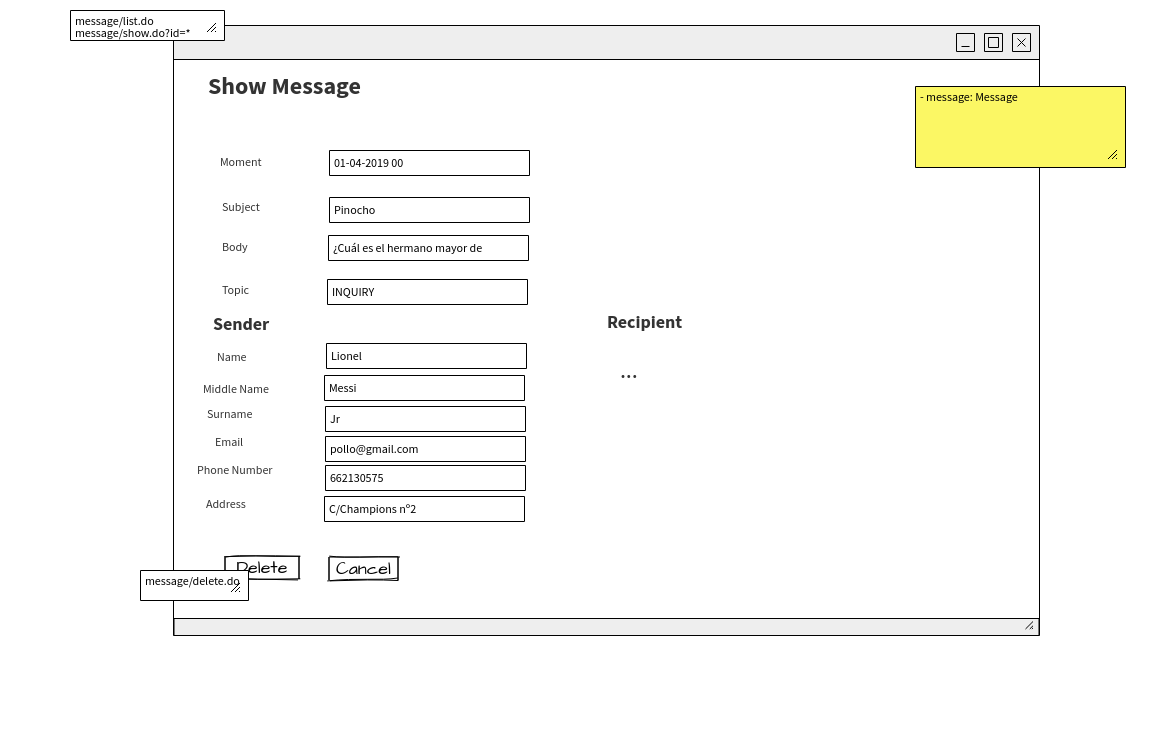 message/list.do
message/show.do?id=*
Show Message
- message: Message
Moment
01-04-2019 00
Subject
Pinocho
Body
¿Cuál es el hermano mayor de
Topic
INQUIRY
Sender
Recipient
Name
Lionel
...
Middle Name
Messi
Surname
Jr
Email
pollo@gmail.com
Phone Number
662130575
Address
C/Champions nº2
Delete
Cancel
message/delete.do